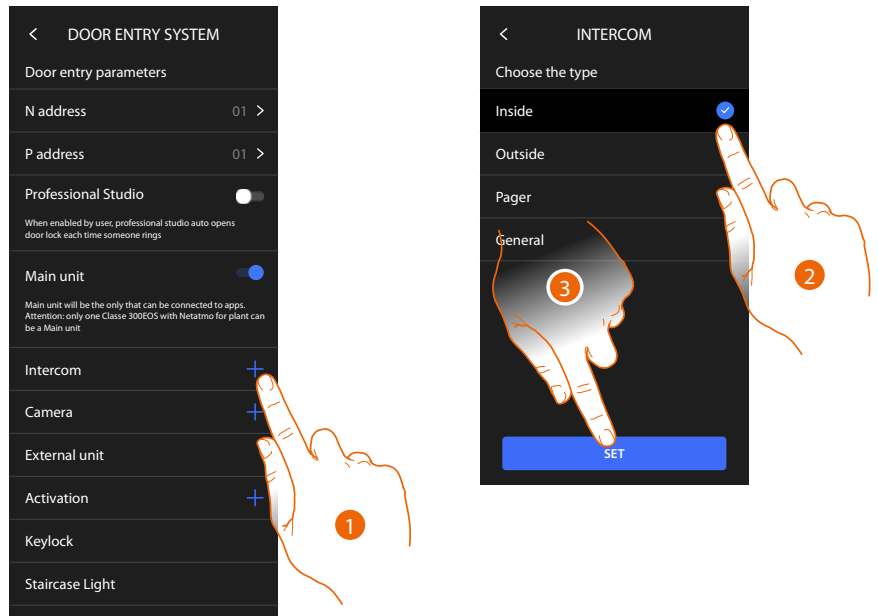 DOOR ENTRY SYSTEM
Door entry parameters
N address 01
P address 01
Professional Studio
When enabled by user, professional studio auto opens
door lock each time someone rings
Main unit
Main unit will be the only that can be connected to apps.
Attention: only one Classe 300EOS with Netatmo for plant can
be a Main unit
Intercom
Camera
External unit
Activation
Keylock
Staircase Light
1
INTERCOM
Choose the type
Inside
Outside
Pager
General
2
3
SET